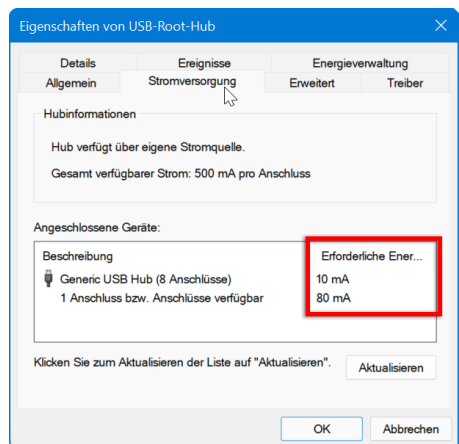 Eigenschaften von USB-Root-Hub
Details Ereignisse Energieverwaltung
Allgemein Stromversorgung Erweitert Treiber
Hubinformationen
Hub verfügt über eigene Stromquelle.
Gesamt verfügbarer Strom: 500 mA pro Anschluss
Angeschlossene Geräte:
Beschreibung Erforderliche Ener...
Generic USB Hub (8 Anschlüsse) 10 mA
1 Anschluss bzw. Anschlüsse verfügbar 80 mA
Klicken Sie zum Aktualisieren der Liste auf "Aktualisieren". Aktualisieren
OK Abbrechen